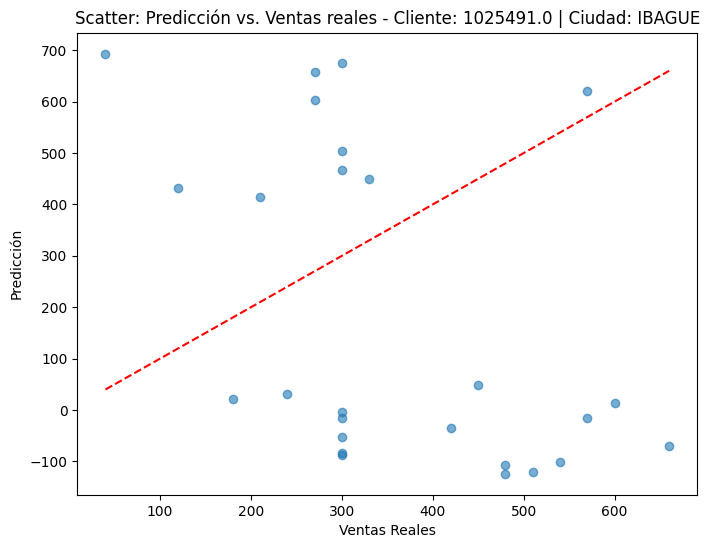 Scatter: Predicción vs. Ventas reales - Cliente: 1025491.0 | Ciudad: IBAGUE
700
600
500
400
300
200
100
0
−100
Predicción
100 200 300 400 500 600
Ventas Reales